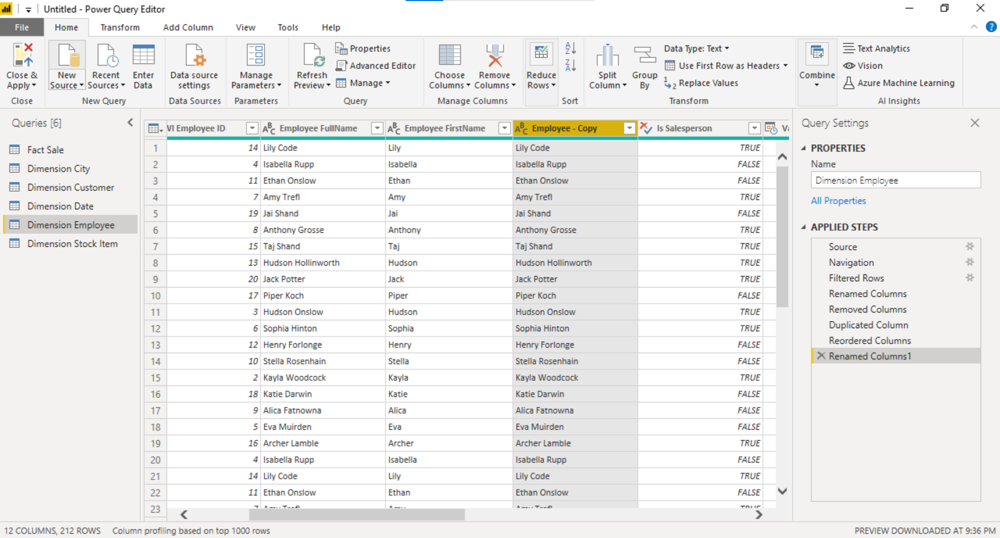 Untitled - Power Query Editor
File Home Transform Add Column View Tools Help
Close & Apply
New Source
Recent Sources
Enter Data
Data source settings
Manage Parameters
Refresh Preview
Properties
Advanced Editor
Manage
Choose Columns
Remove Columns
Reduce Rows
Split Column
Group By
Data Type: Text
Use First Row as Headers
Replace Values
Combine
Text Analytics
Vision
Azure Machine Learning
Close New Query Data Sources Parameters Query Manage Columns Sort Transform AI Insights
Queries [6]
Fact Sale
Dimension City
Dimension Customer
Dimension Date
Dimension Employee
Dimension Stock Item
VI Employee ID Employee FullName Employee FirstName Employee - Copy Is Salesperson Va
1 14 Lily Code Lily Lily Code TRUE
2 4 Isabella Rupp Isabella Isabella Rupp FALSE
3 11 Ethan Onslow Ethan Ethan Onslow FALSE
4 7 Amy Trefl Amy Amy Trefl TRUE
5 19 Jai Shand Jai Jai Shand FALSE
6 8 Anthony Grosse Anthony Anthony Grosse TRUE
7 15 Taj Shand Taj Taj Shand TRUE
8 13 Hudson Hollinworth Hudson Hudson Hollinworth TRUE
9 20 Jack Potter Jack Jack Potter TRUE
10 17 Piper Koch Piper Piper Koch FALSE
11 3 Hudson Onslow Hudson Hudson Onslow TRUE
12 6 Sophia Hinton Sophia Sophia Hinton TRUE
13 12 Henry Forlonge Henry Henry Forlonge FALSE
14 10 Stella Rosenhain Stella Stella Rosenhain FALSE
15 2 Kayla Woodcock Kayla Kayla Woodcock TRUE
16 18 Katie Darwin Katie Katie Darwin FALSE
17 9 Alica Fatnowna Alica Alica Fatnowna FALSE
18 5 Eva Muirden Eva Eva Muirden FALSE
19 16 Archer Lamble Archer Archer Lamble TRUE
20 4 Isabella Rupp Isabella Isabella Rupp FALSE
21 14 Lily Code Lily Lily Code TRUE
22 11 Ethan Onslow Ethan Ethan Onslow FALSE
23 7 Amy Trefl Amy Amy Trefl TRUE
Query Settings
PROPERTIES
Name
Dimension Employee
All Properties
APPLIED STEPS
Source
Navigation
Filtered Rows
Renamed Columns
Removed Columns
Duplicated Column
Reordered Columns
Renamed Columns1
12 COLUMNS, 212 ROWS Column profiling based on top 1000 rows PREVIEW DOWNLOADED AT 9:36 PM